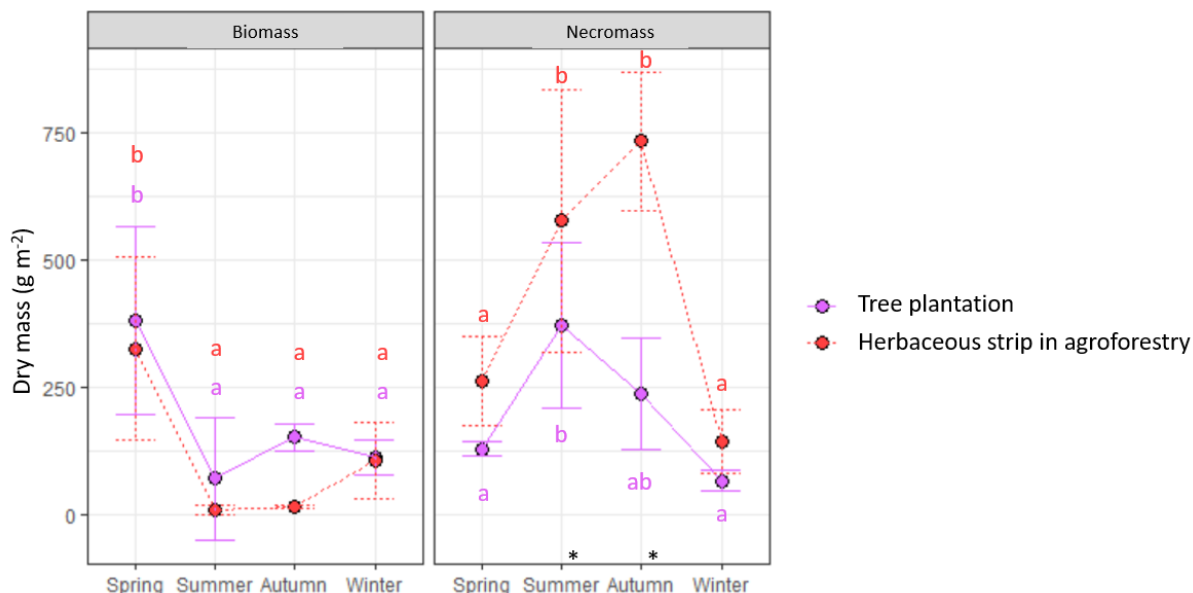 Biomass
Necromass
Dry mass (g m⁻²)
750
500
250
0
b
b
a
a
a
a
a
a
a
b
b
a
a
b
ab
a
* *
Spring Summer Autumn Winter
Spring Summer Autumn Winter
Tree plantation
Herbaceous strip in agroforestry